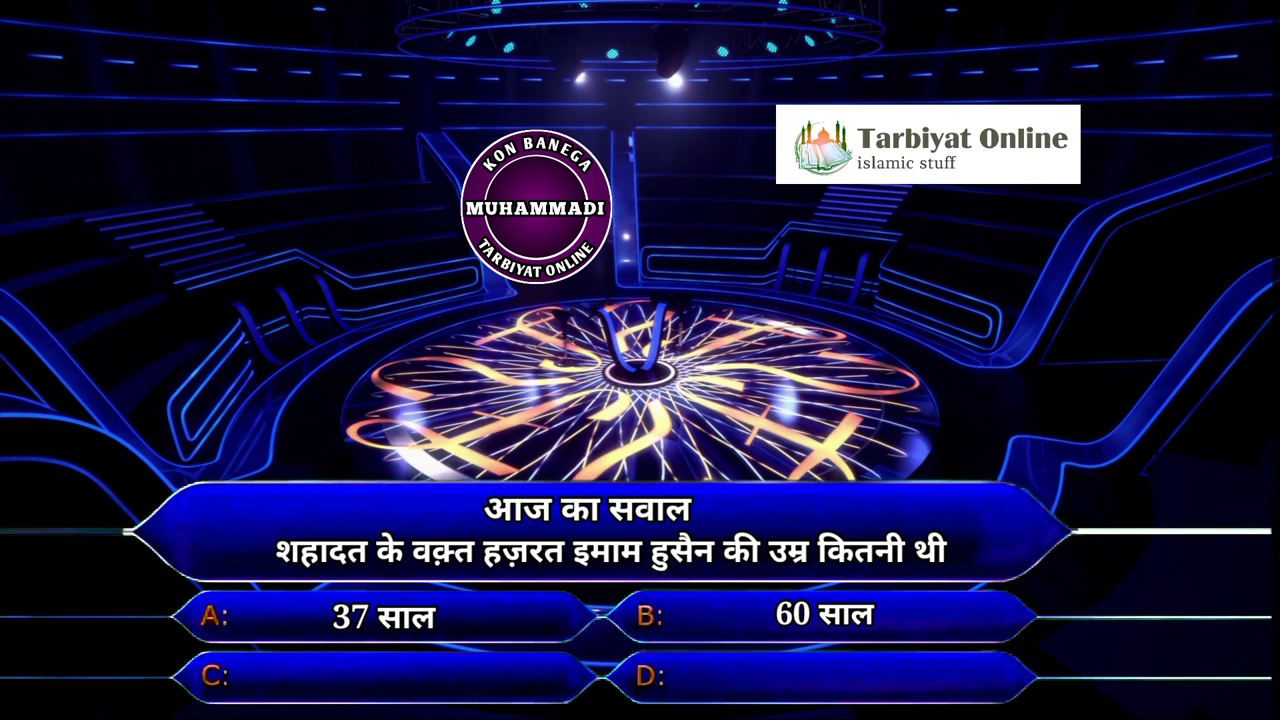 KON BANEGA
MUHAMMADI
TARBIYAT ONLINE
Tarbiyat Online
islamic stuff
आज का सवाल
शहादत के वक़्त हज़रत इमाम हुसैन की उम्र कितनी थी
A: 37 साल
B: 60 साल
C:
D: